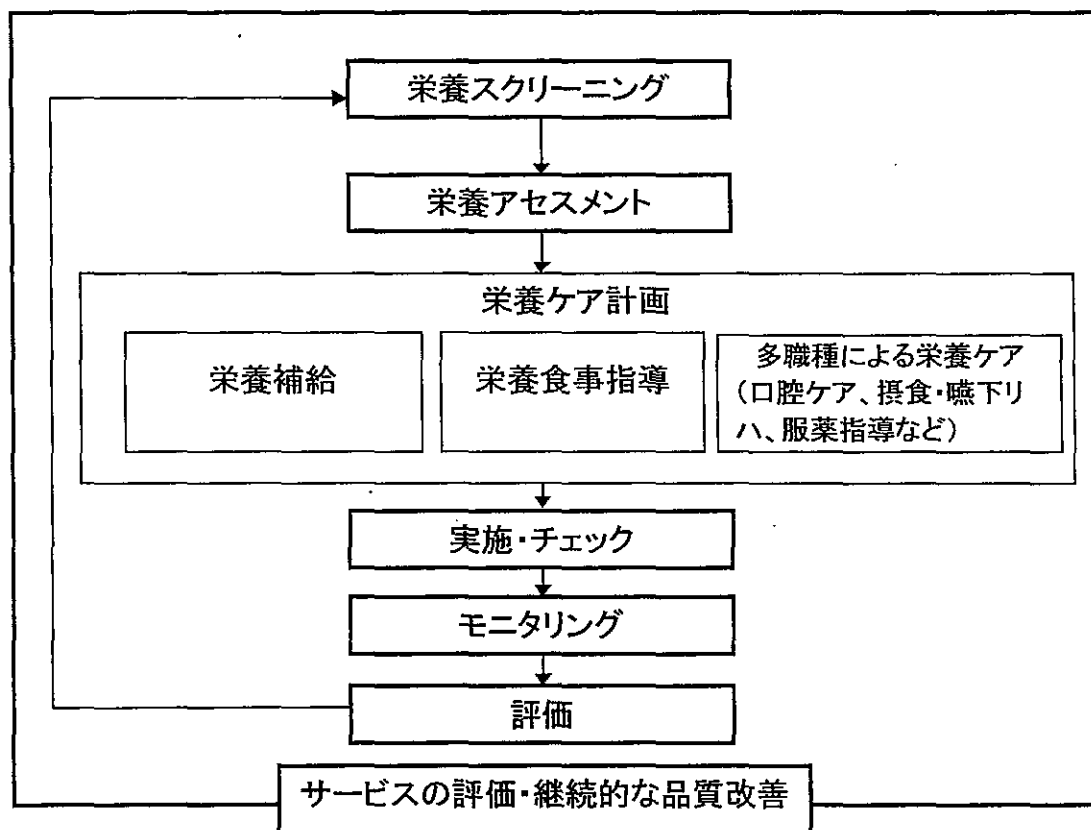 栄養スクリーニング
栄養アセスメント
栄養ケア計画
栄養補給
栄養食事指導
多職種による栄養ケア
(口腔ケア、摂食・嚥下リ
ハ、服薬指導など)
実施・チェック
モニタリング
評価
サービスの評価・継続的な品質改善